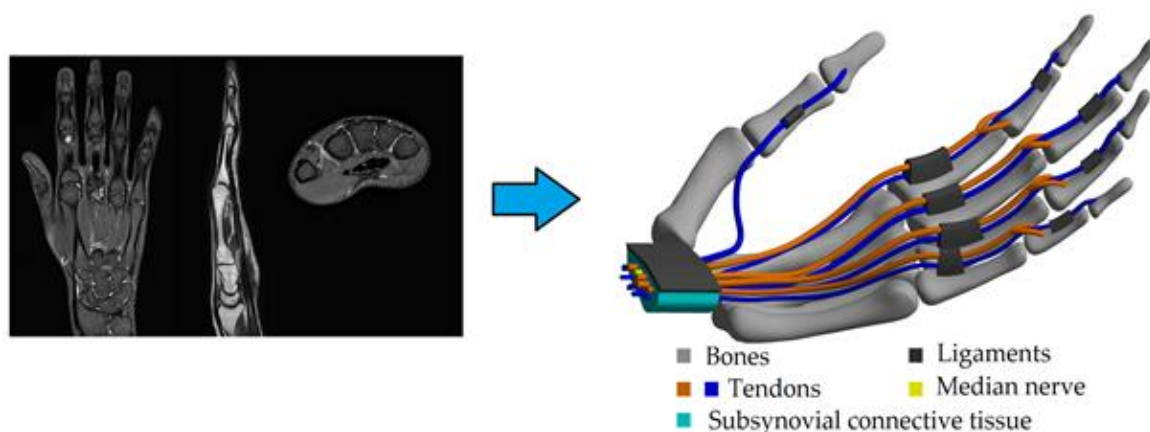 Bones
Ligaments
Tendons
Median nerve
Subsynovial connective tissue